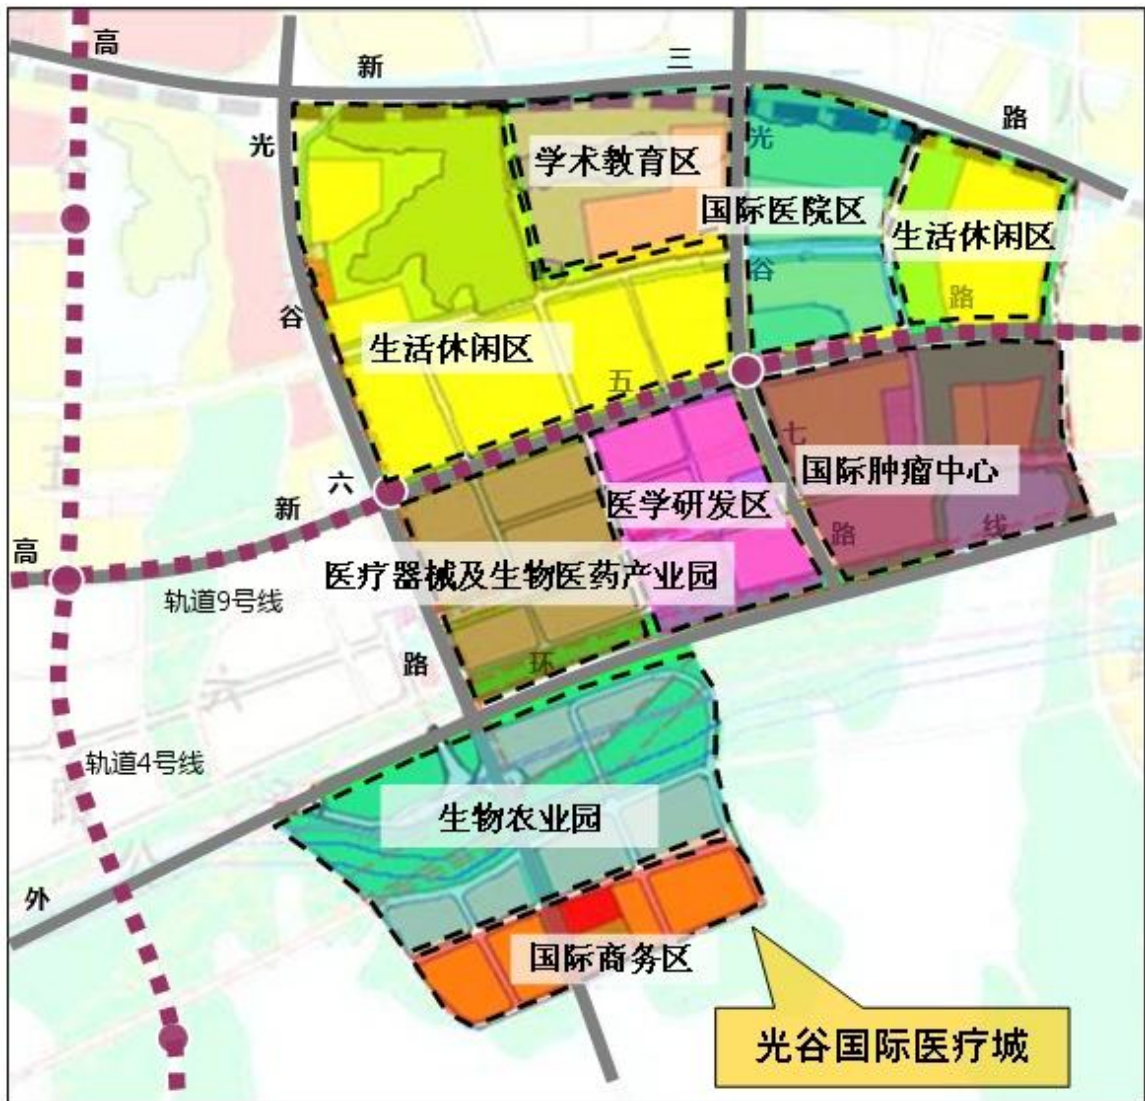 高
新
三
路
光
谷
六
路
光
谷
七
路
学术教育区
国际医院区
生活休闲区
生活休闲区
高
新
五
路
国际肿瘤中心
医学研发区
医疗器械及生物医药产业园
轨道9号线
轨道4号线
外
环
线
生物农业园
国际商务区
光谷国际医疗城